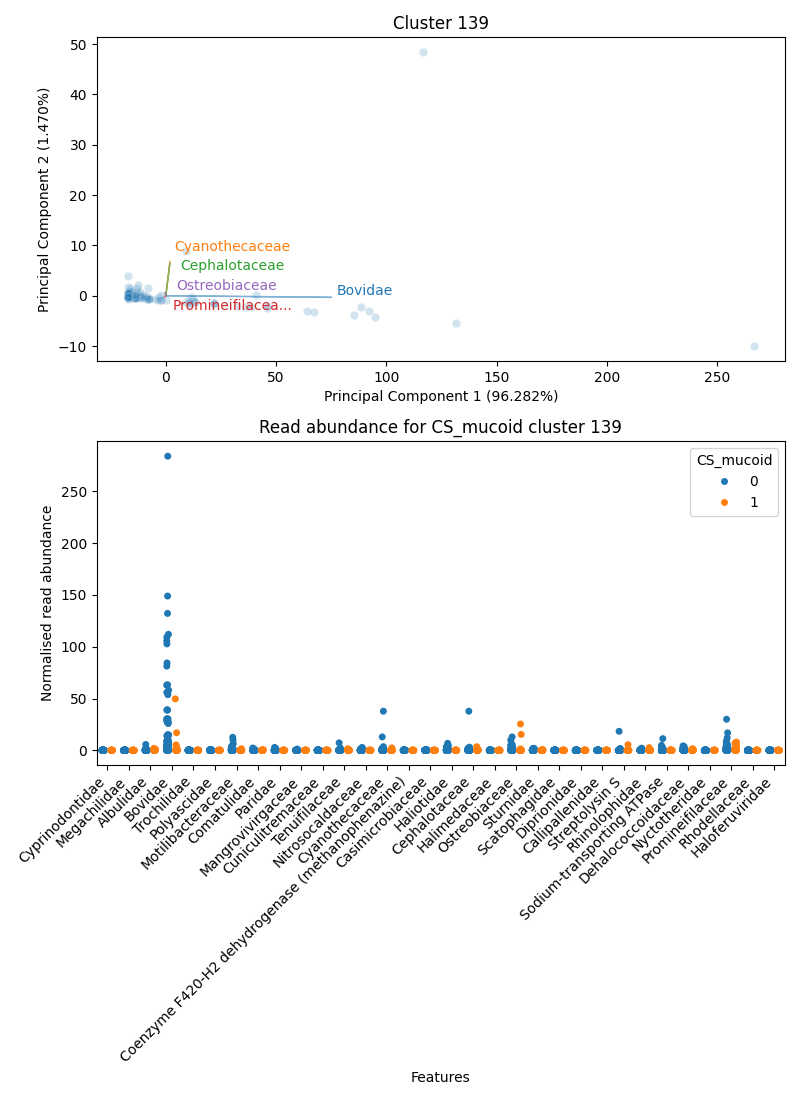 Cluster 139
50
40
30
20
10
0
−10
Principal Component 2 (1.470%)
Cyanothecaceae
Cephalotaceae
Ostreobiaceae
Bovidae
Promineifilacea...
0
50
100
150
200
250
Principal Component 1 (96.282%)
Read abundance for CS_mucoid cluster 139
CS_mucoid
0
1
250
200
150
100
50
0
Normalised read abundance
Cyprinodontidae
Megachilidae
Albulidae
Bovidae
Trochilidae
Polyascidae
Motilibacteraceae
Comatulidae
Paridae
Mangrovivirgaceae
Cuniculitremaceae
Tenuifilaceae
Nitrosocaldaceae
Cyanothecaceae
Coenzyme F420-H2 dehydrogenase (methanophenazine)
Casimicrobiaceae
Haliotidae
Cephalotaceae
Halimedaceae
Ostreobiaceae
Sturnidae
Scatophagidae
Diprionidae
Callipallenidae
Streptolysin S
Rhinolophidae
Sodium-transporting ATPase
Dehalococcoidaceae
Nyctotheridae
Promineifilaceae
Rhodellaceae
Haloferuviridae
Features